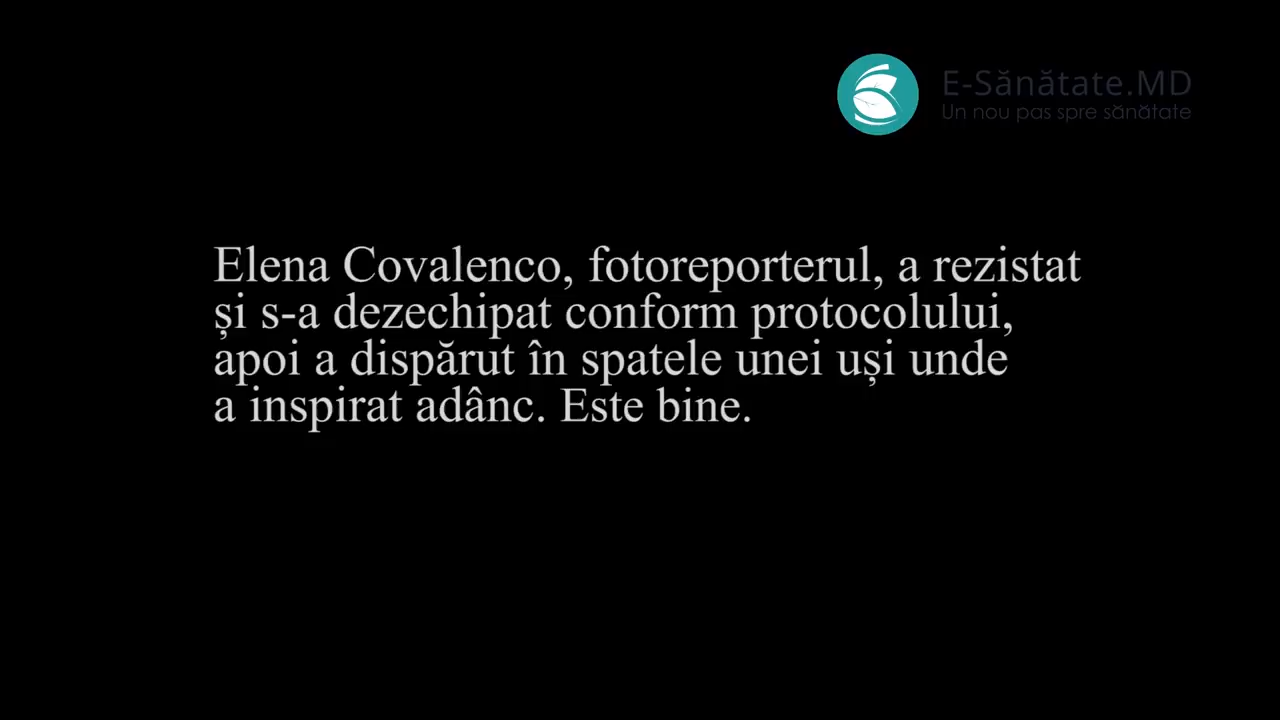 E-Sănătate.MD
Un nou pas spre sănătate
Elena Covalenco, fotoreporterul, a rezistat
și s-a dezechipat conform protocolului,
apoi a dispărut în spatele unei uși unde
a inspirat adânc. Este bine.